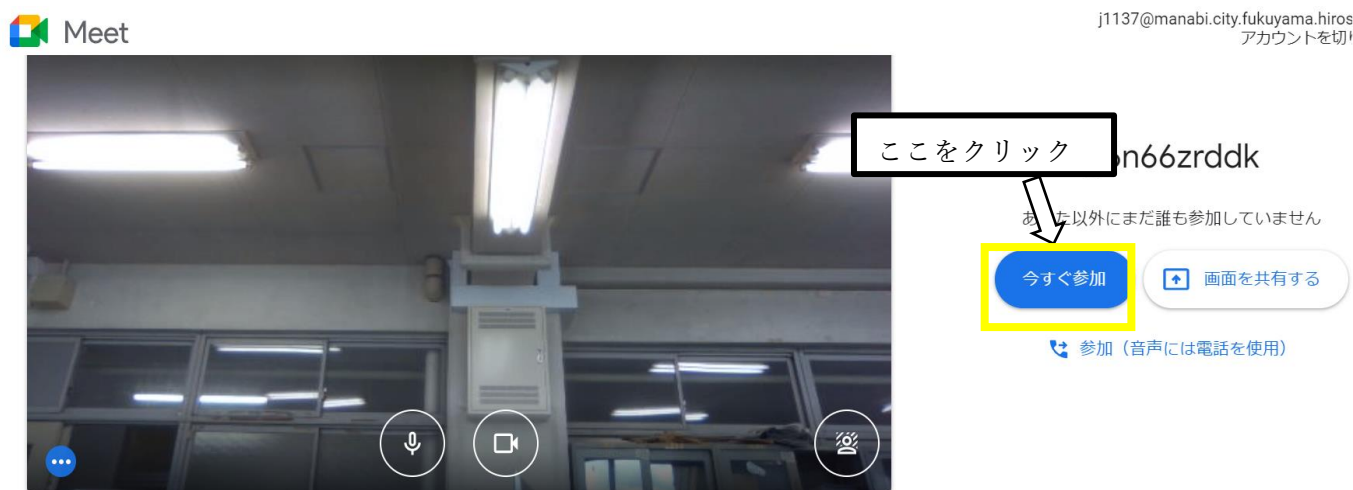 Meet
j1137@manabi.city.fukuyama.hiros
アカウントを切
ここをクリック
n66zrddk
あ た以外にまだ誰も参加していません
今すぐ参加
画面を共有する
参加（音声には電話を使用）